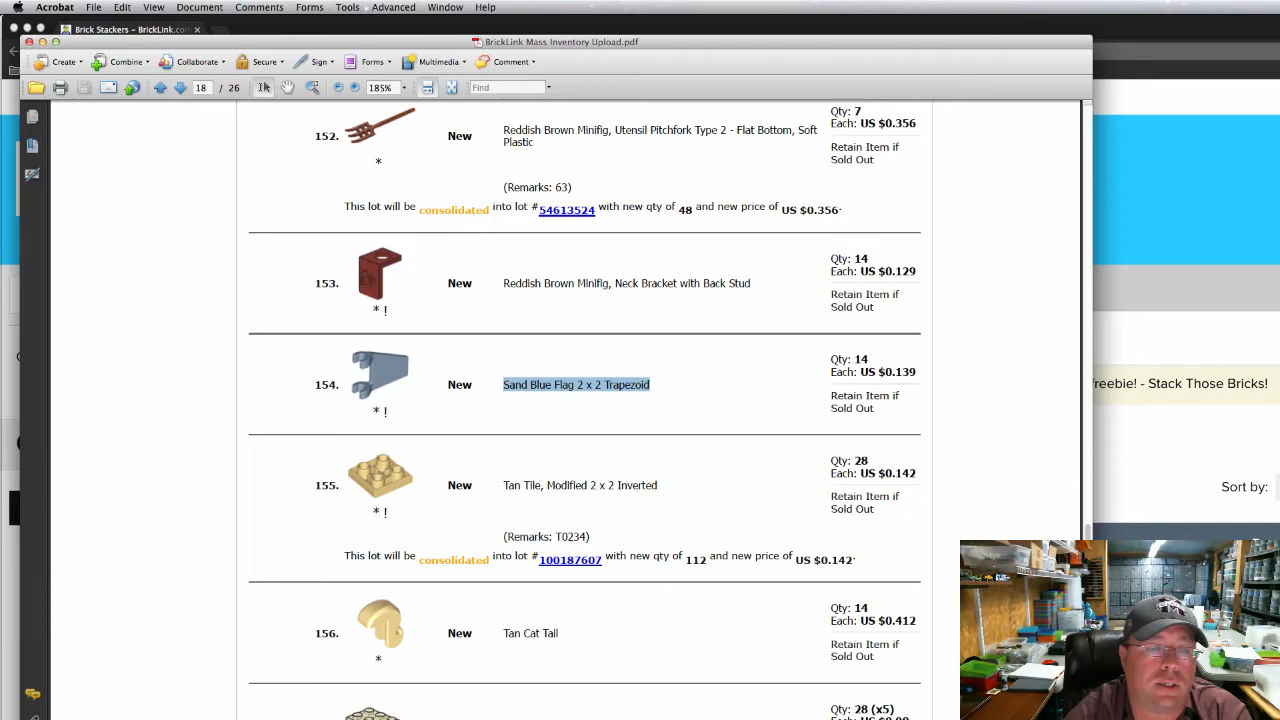 Acrobat File Edit View Document Comments Forms Tools Advanced Window Help
Brick Stackers – BrickLink.com
BrickLink Mass Inventory Upload.pdf
Create Combine Collaborate Secure Sign Forms Multimedia Comment
18 / 26 185% Find
152. New Reddish Brown Minifig, Utensil Pitchfork Type 2 - Flat Bottom, Soft
Plastic
Qty: 7
Each: US $0.356
Retain Item if
Sold Out
*
(Remarks: 63)
This lot will be consolidated into lot #54613524 with new qty of 48 and new price of US $0.356.
153. New Reddish Brown Minifig, Neck Bracket with Back Stud
Qty: 14
Each: US $0.129
Retain Item if
Sold Out
* !
154. New Sand Blue Flag 2 x 2 Trapezoid
Qty: 14
Each: US $0.139
Retain Item if
Sold Out
* !
freebie! - Stack Those Bricks!
155. New Tan Tile, Modified 2 x 2 Inverted
Qty: 28
Each: US $0.142
Retain Item if
Sold Out
* !
Sort by:
(Remarks: T0234)
This lot will be consolidated into lot #100187607 with new qty of 112 and new price of US $0.142.
156. New Tan Cat Tail
Qty: 14
Each: US $0.412
Retain Item if
Sold Out
*
Qty: 28 (x5)